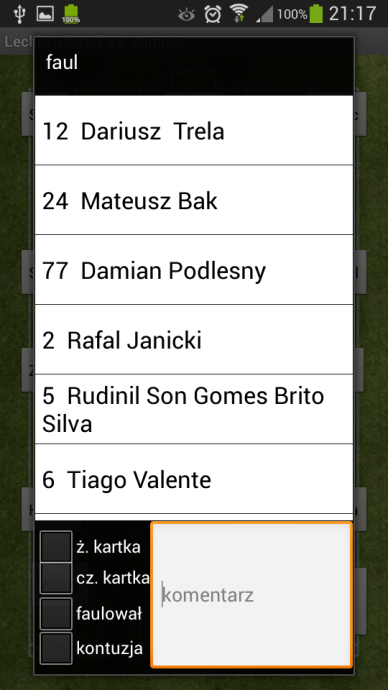 100%
100%
21:17
Lech
faul
12 Dariusz Trela
24 Mateusz Bak
77 Damian Podlesny
2 Rafal Janicki
5 Rudinil Son Gomes Brito
Silva
6 Tiago Valente
ż. kartka
cz. kartka
faulował
kontuzja
komentarz